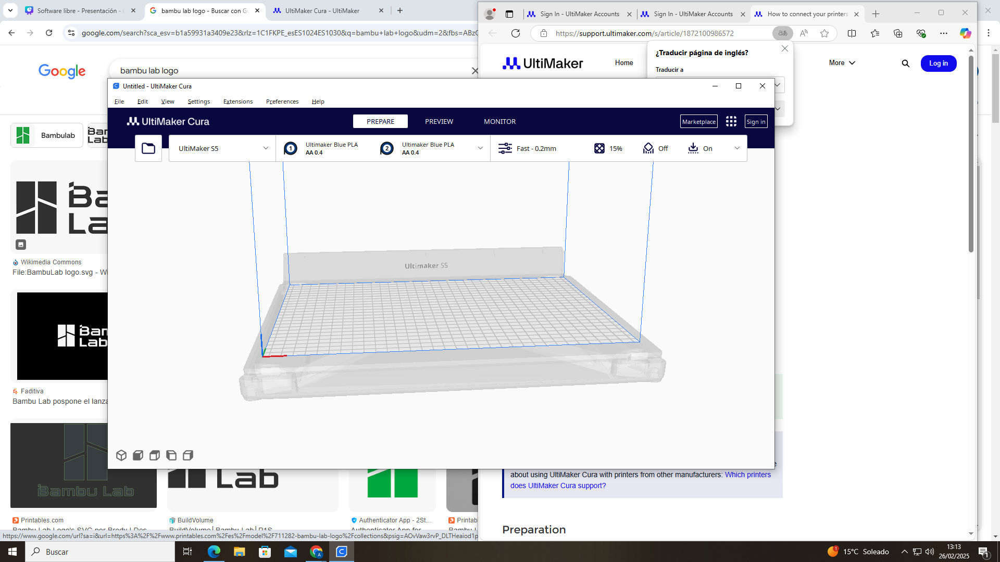 Software libre - Presentación -
bambu lab logo - Buscar con Go
UltiMaker Cura - UltiMaker
google.com/search?sca_esv=b1a59931a3409e23&rlz=1C1FKPE_esES1024ES1030&q=bambu+lab+logo&udm=2&fbs=ABzO
Google
bambu lab logo
Bambulab
Sign In - UltiMaker Accounts
Sign In - UltiMaker Accounts
How to connect your printers
https://support.ultimaker.com/s/article/1872100986572
¿Traducir página de inglés?
Traducir a
UltiMaker
Home
More
Log in
Untitled - UltiMaker Cura
File
Edit
View
Settings
Extensions
Preferences
Help
UltiMaker Cura
PREPARE
PREVIEW
MONITOR
Marketplace
Sign in
UltiMaker S5
1
Ultimaker Blue PLA
AA 0.4
2
Ultimaker Blue PLA
AA 0.4
Fast - 0.2mm
15%
Off
On
Ultimaker S5
Ba
La
Wikimedia Commons
File:BambuLab logo.svg - Wi
Bam
Lab
Faditiva
Bambu Lab pospone el lanza
Bambu Lab
Lab
Printables.com
BuildVolume
Authenticator App - 2St...
Printab
Bambu Lab Logo's SVG por Brody | Des
BuildVolume | Bambu Lab | P1S
Authenticator App for
Bambu L
https://www.google.com/url?sa=i&url=https%3A%2F%2Fwww.printables.com%2Fes%2Fmodel%2F711282-bambu-lab-logo%2Fcollections&psig=AOvVaw3rvP_DLTHeaiod1p
about using UltiMaker Cura with printers from other manufacturers: Which printers
does UltiMaker Cura support?
Preparation
Buscar
15°C Soleado
13:13
26/02/2025